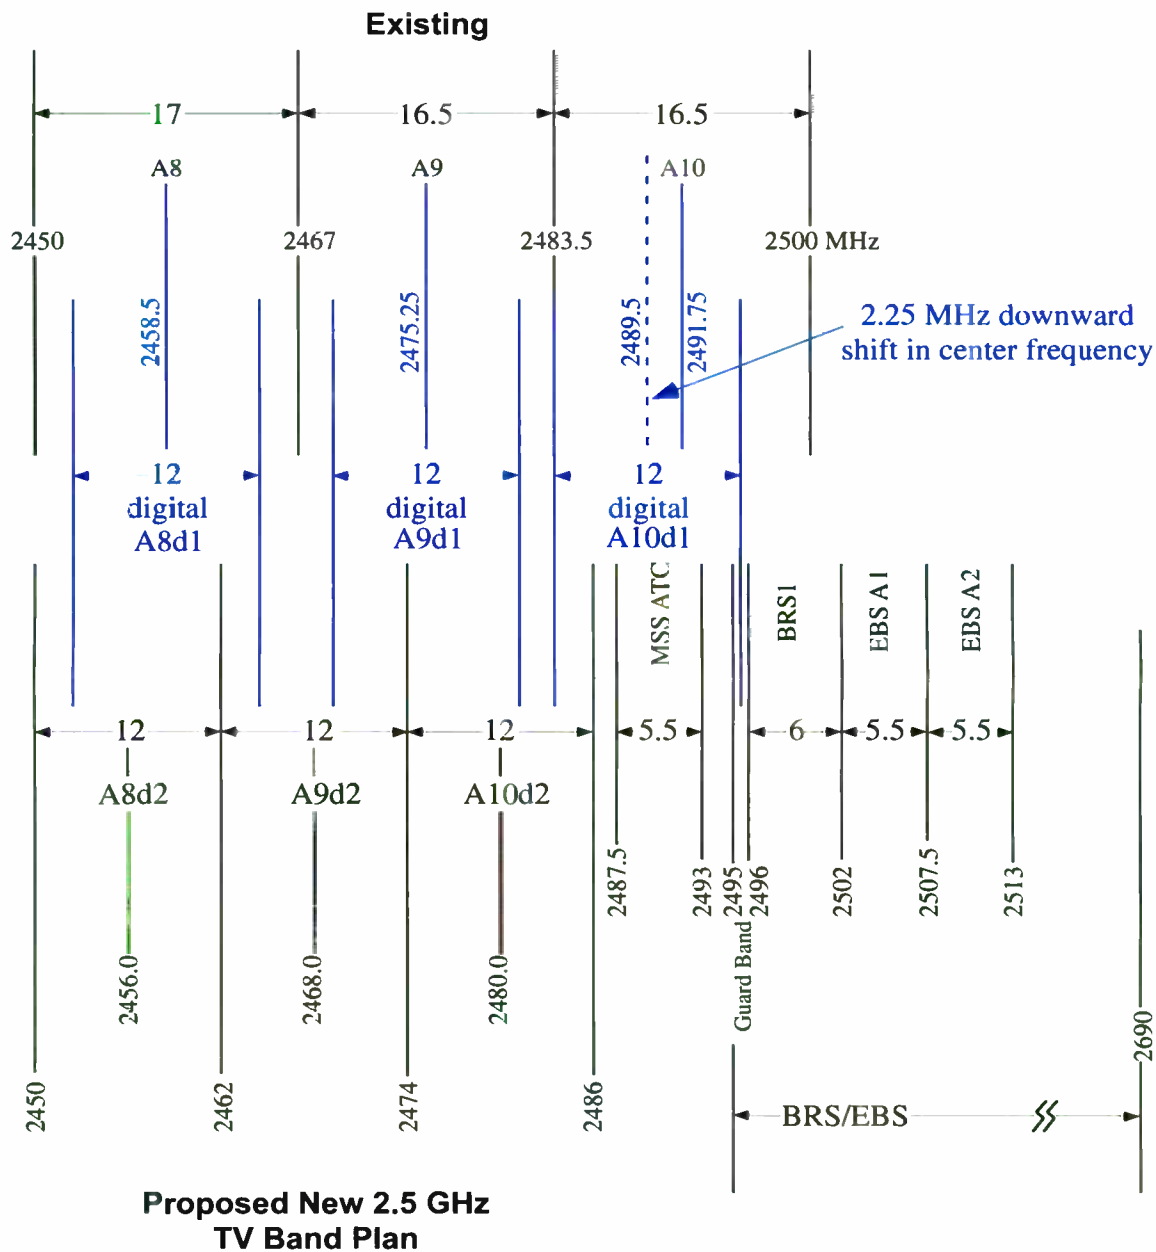 Existing
17
16.5
16.5
A8
A9
A10
2450
2467
2483.5
2500 MHz
2458.5
2475.25
2489.5
2491.75
2.25 MHz downward
shift in center frequency
12
digital
A8d1
12
digital
A9d1
12
digital
A10d1
MSS ATC
BRS1
EBS A1
EBS A2
12
12
12
5.5
6
5.5
5.5
A8d2
A9d2
A10d2
2487.5
2493
2495
2496
2502
2507.5
2513
2456.0
2468.0
2480.0
Guard Band
2690
2450
2462
2474
2486
BRS/EBS
Proposed New 2.5 GHz
TV Band Plan